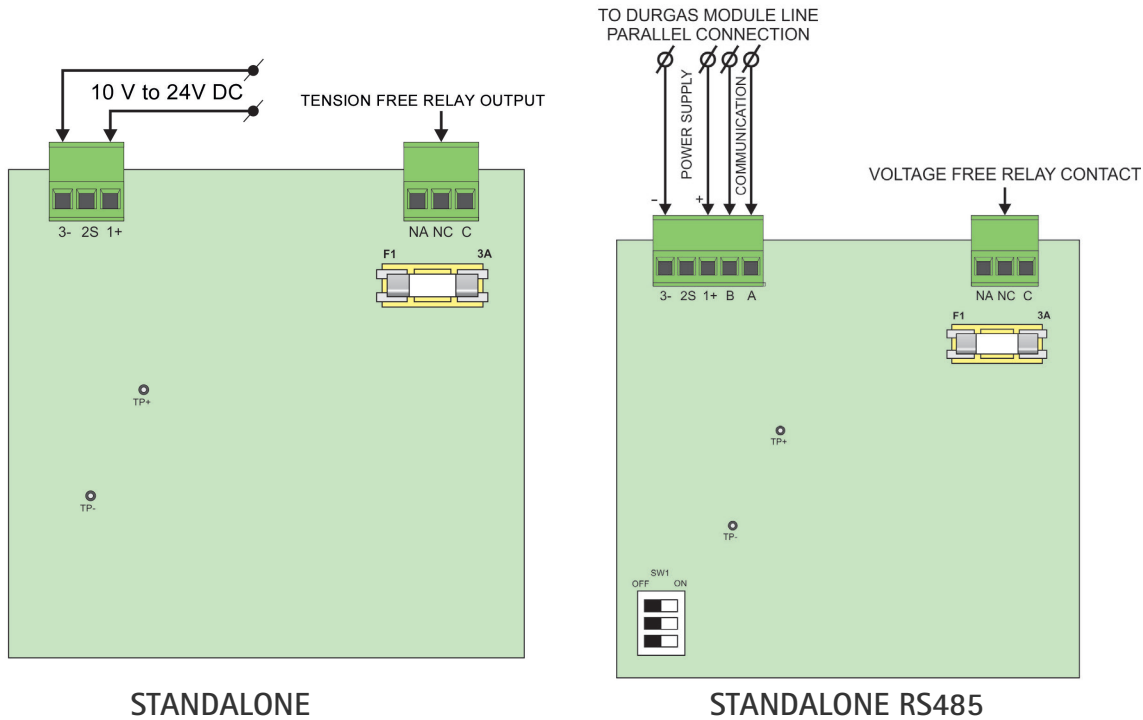 10 V to 24V DC
TENSION FREE RELAY OUTPUT
3- 2S 1+
NA NC C
F1 3A
TP+
TP-
STANDALONE
TO DURGAS MODULE LINE
PARALLEL CONNECTION
POWER SUPPLY
COMMUNICATION
- +
VOLTAGE FREE RELAY CONTACT
3- 2S 1+ B A
NA NC C
F1 3A
TP+
TP-
SW1
OFF ON
STANDALONE RS485